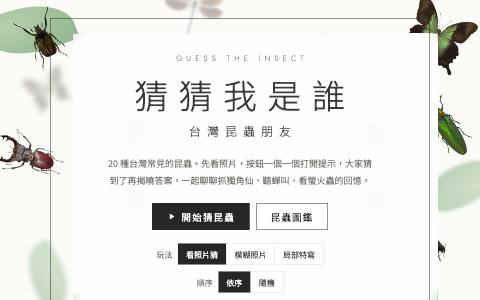 GUESS THE INSECT
猜猜我是誰
台灣昆蟲朋友
20 種台灣常見的昆蟲。先看照片，按鈕一個一個打開提示，大家猜
到了再揭曉答案，一起聊聊抓獨角仙、聽蟬叫、看螢火蟲的回憶。
▶ 開始猜昆蟲 昆蟲圖鑑
玩法 看照片猜 模糊照片 局部特寫
順序 依序 隨機